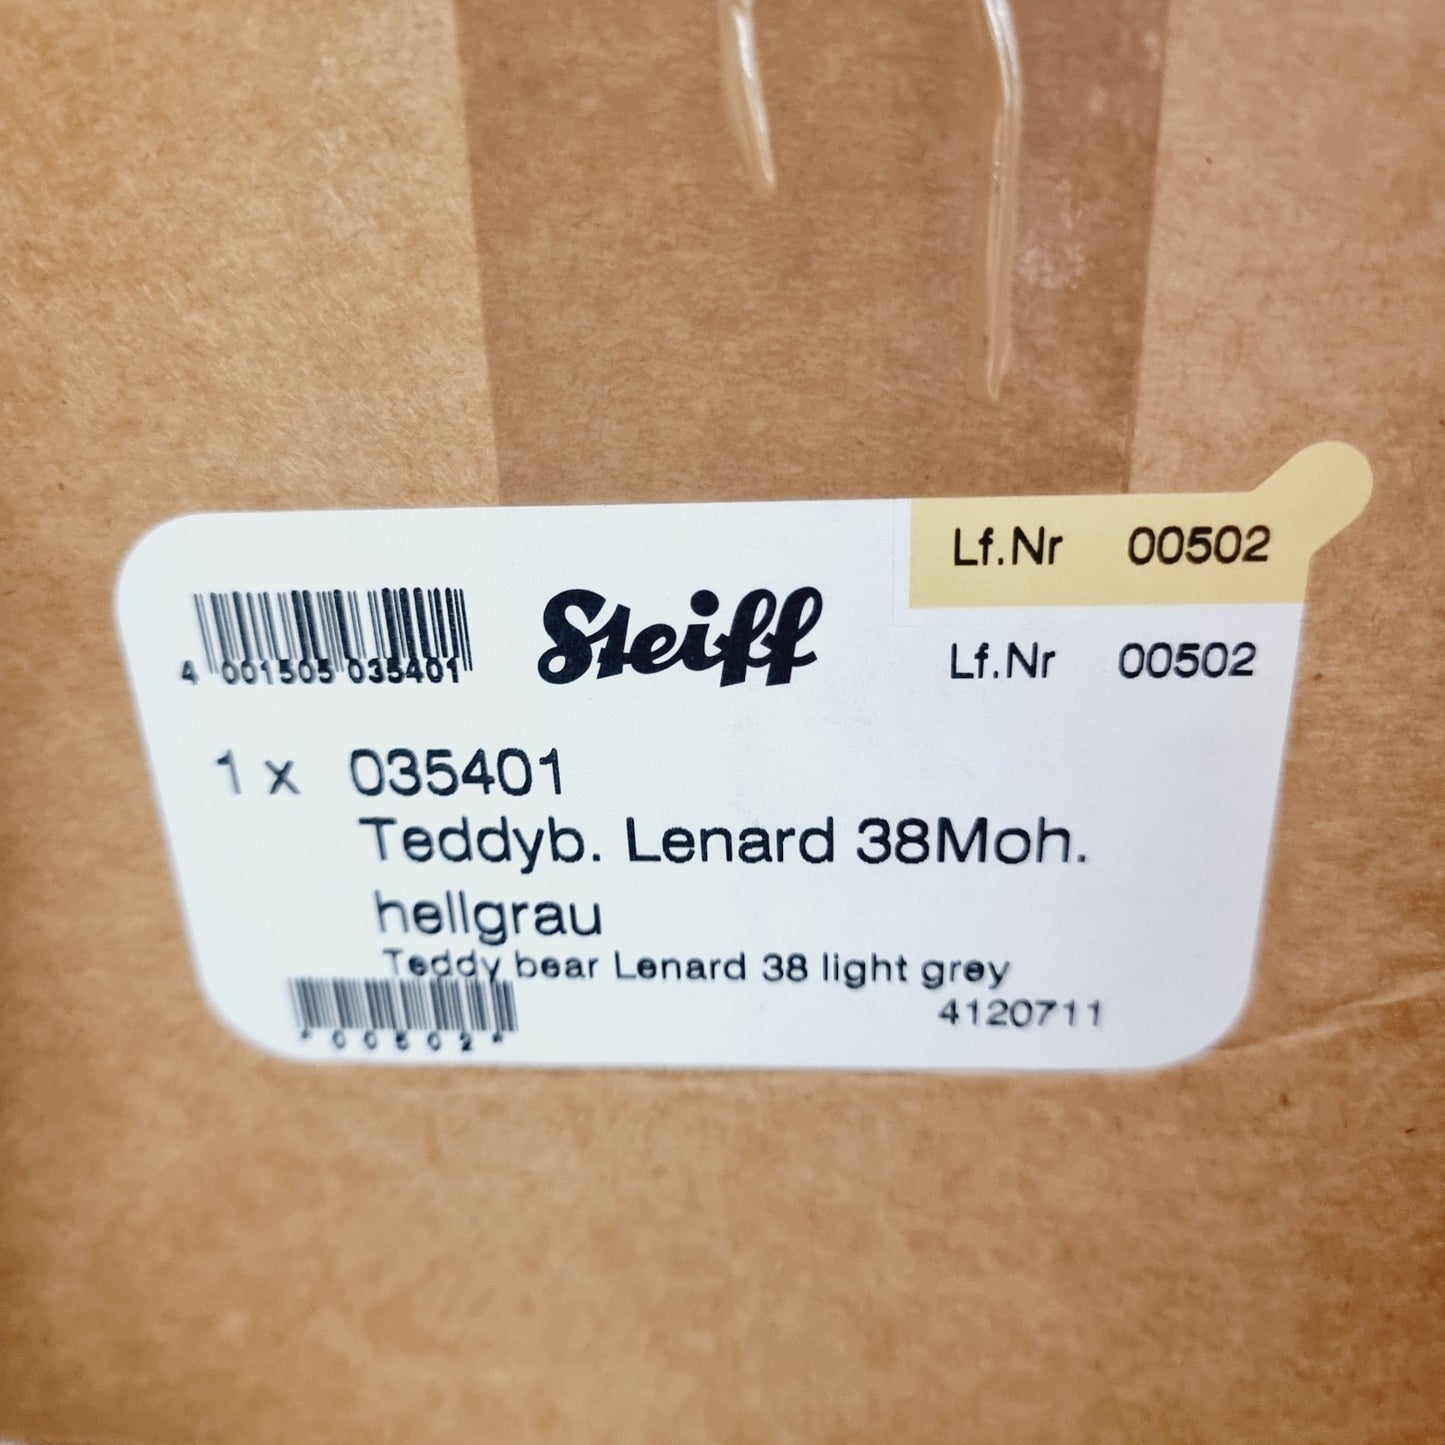 Lf.Nr 00502
4 001505 035401
Steiff
Lf.Nr 00502
1 x 035401
Teddyb. Lenard 38Moh.
hellgrau
Teddy bear Lenard 38 light grey
4120711
*00502*